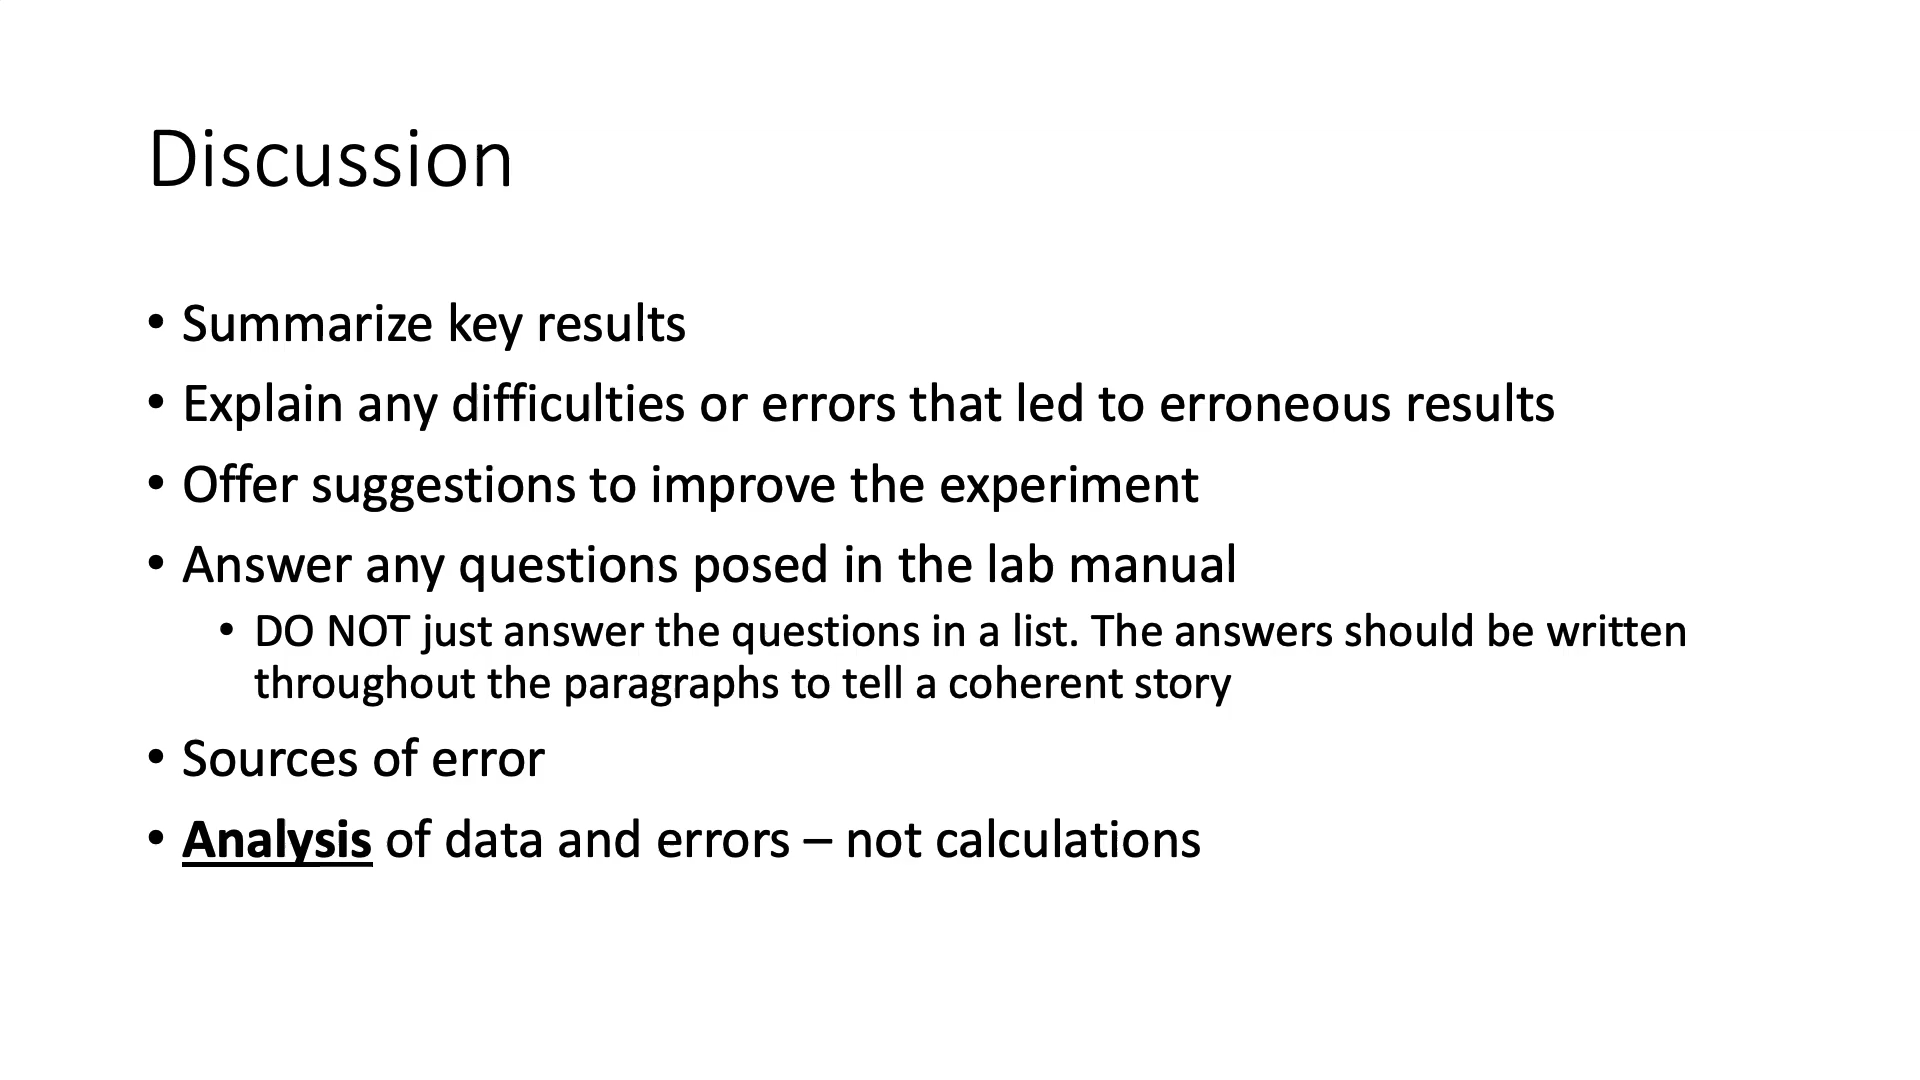 Discussion
• Summarize key results
• Explain any difficulties or errors that led to erroneous results
• Offer suggestions to improve the experiment
• Answer any questions posed in the lab manual
• DO NOT just answer the questions in a list. The answers should be written
throughout the paragraphs to tell a coherent story
• Sources of error
• Analysis of data and errors – not calculations